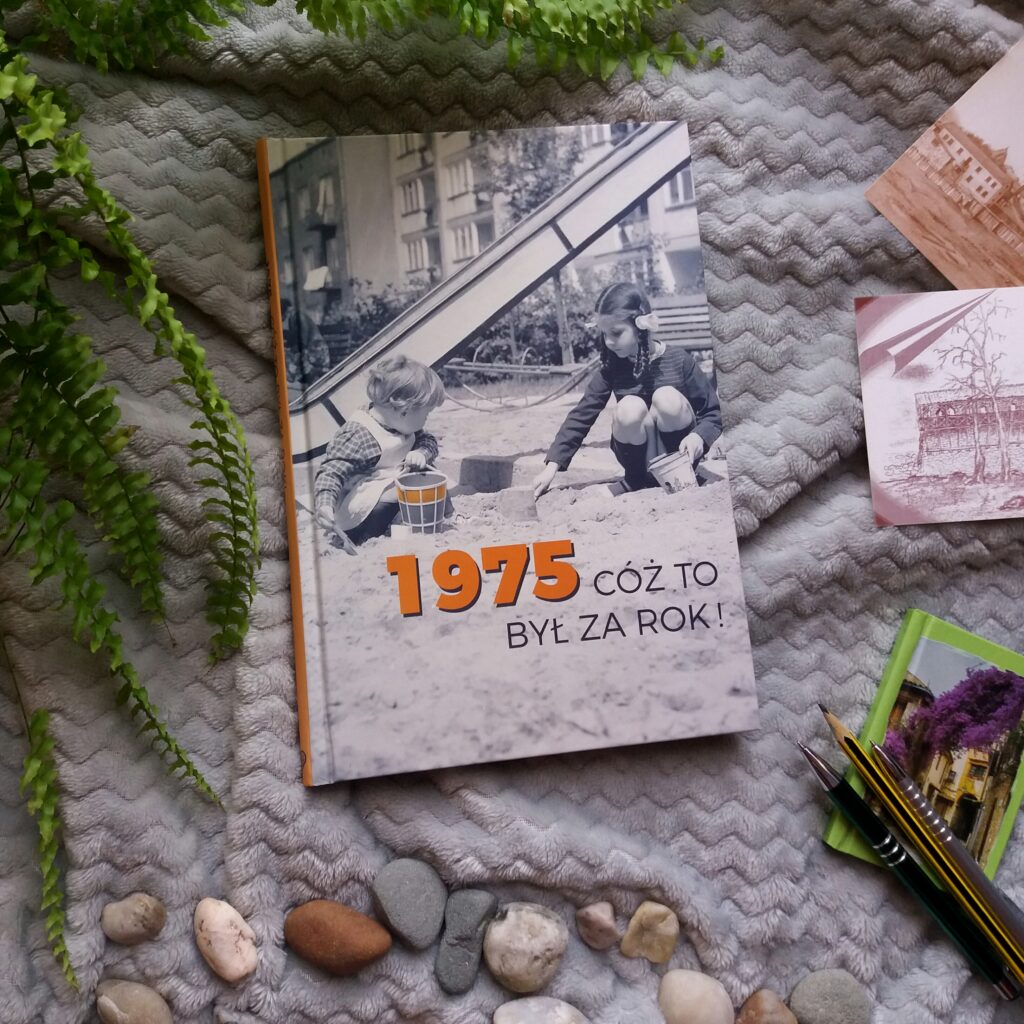 1975 CÓŻ TO
BYŁ ZA ROK!